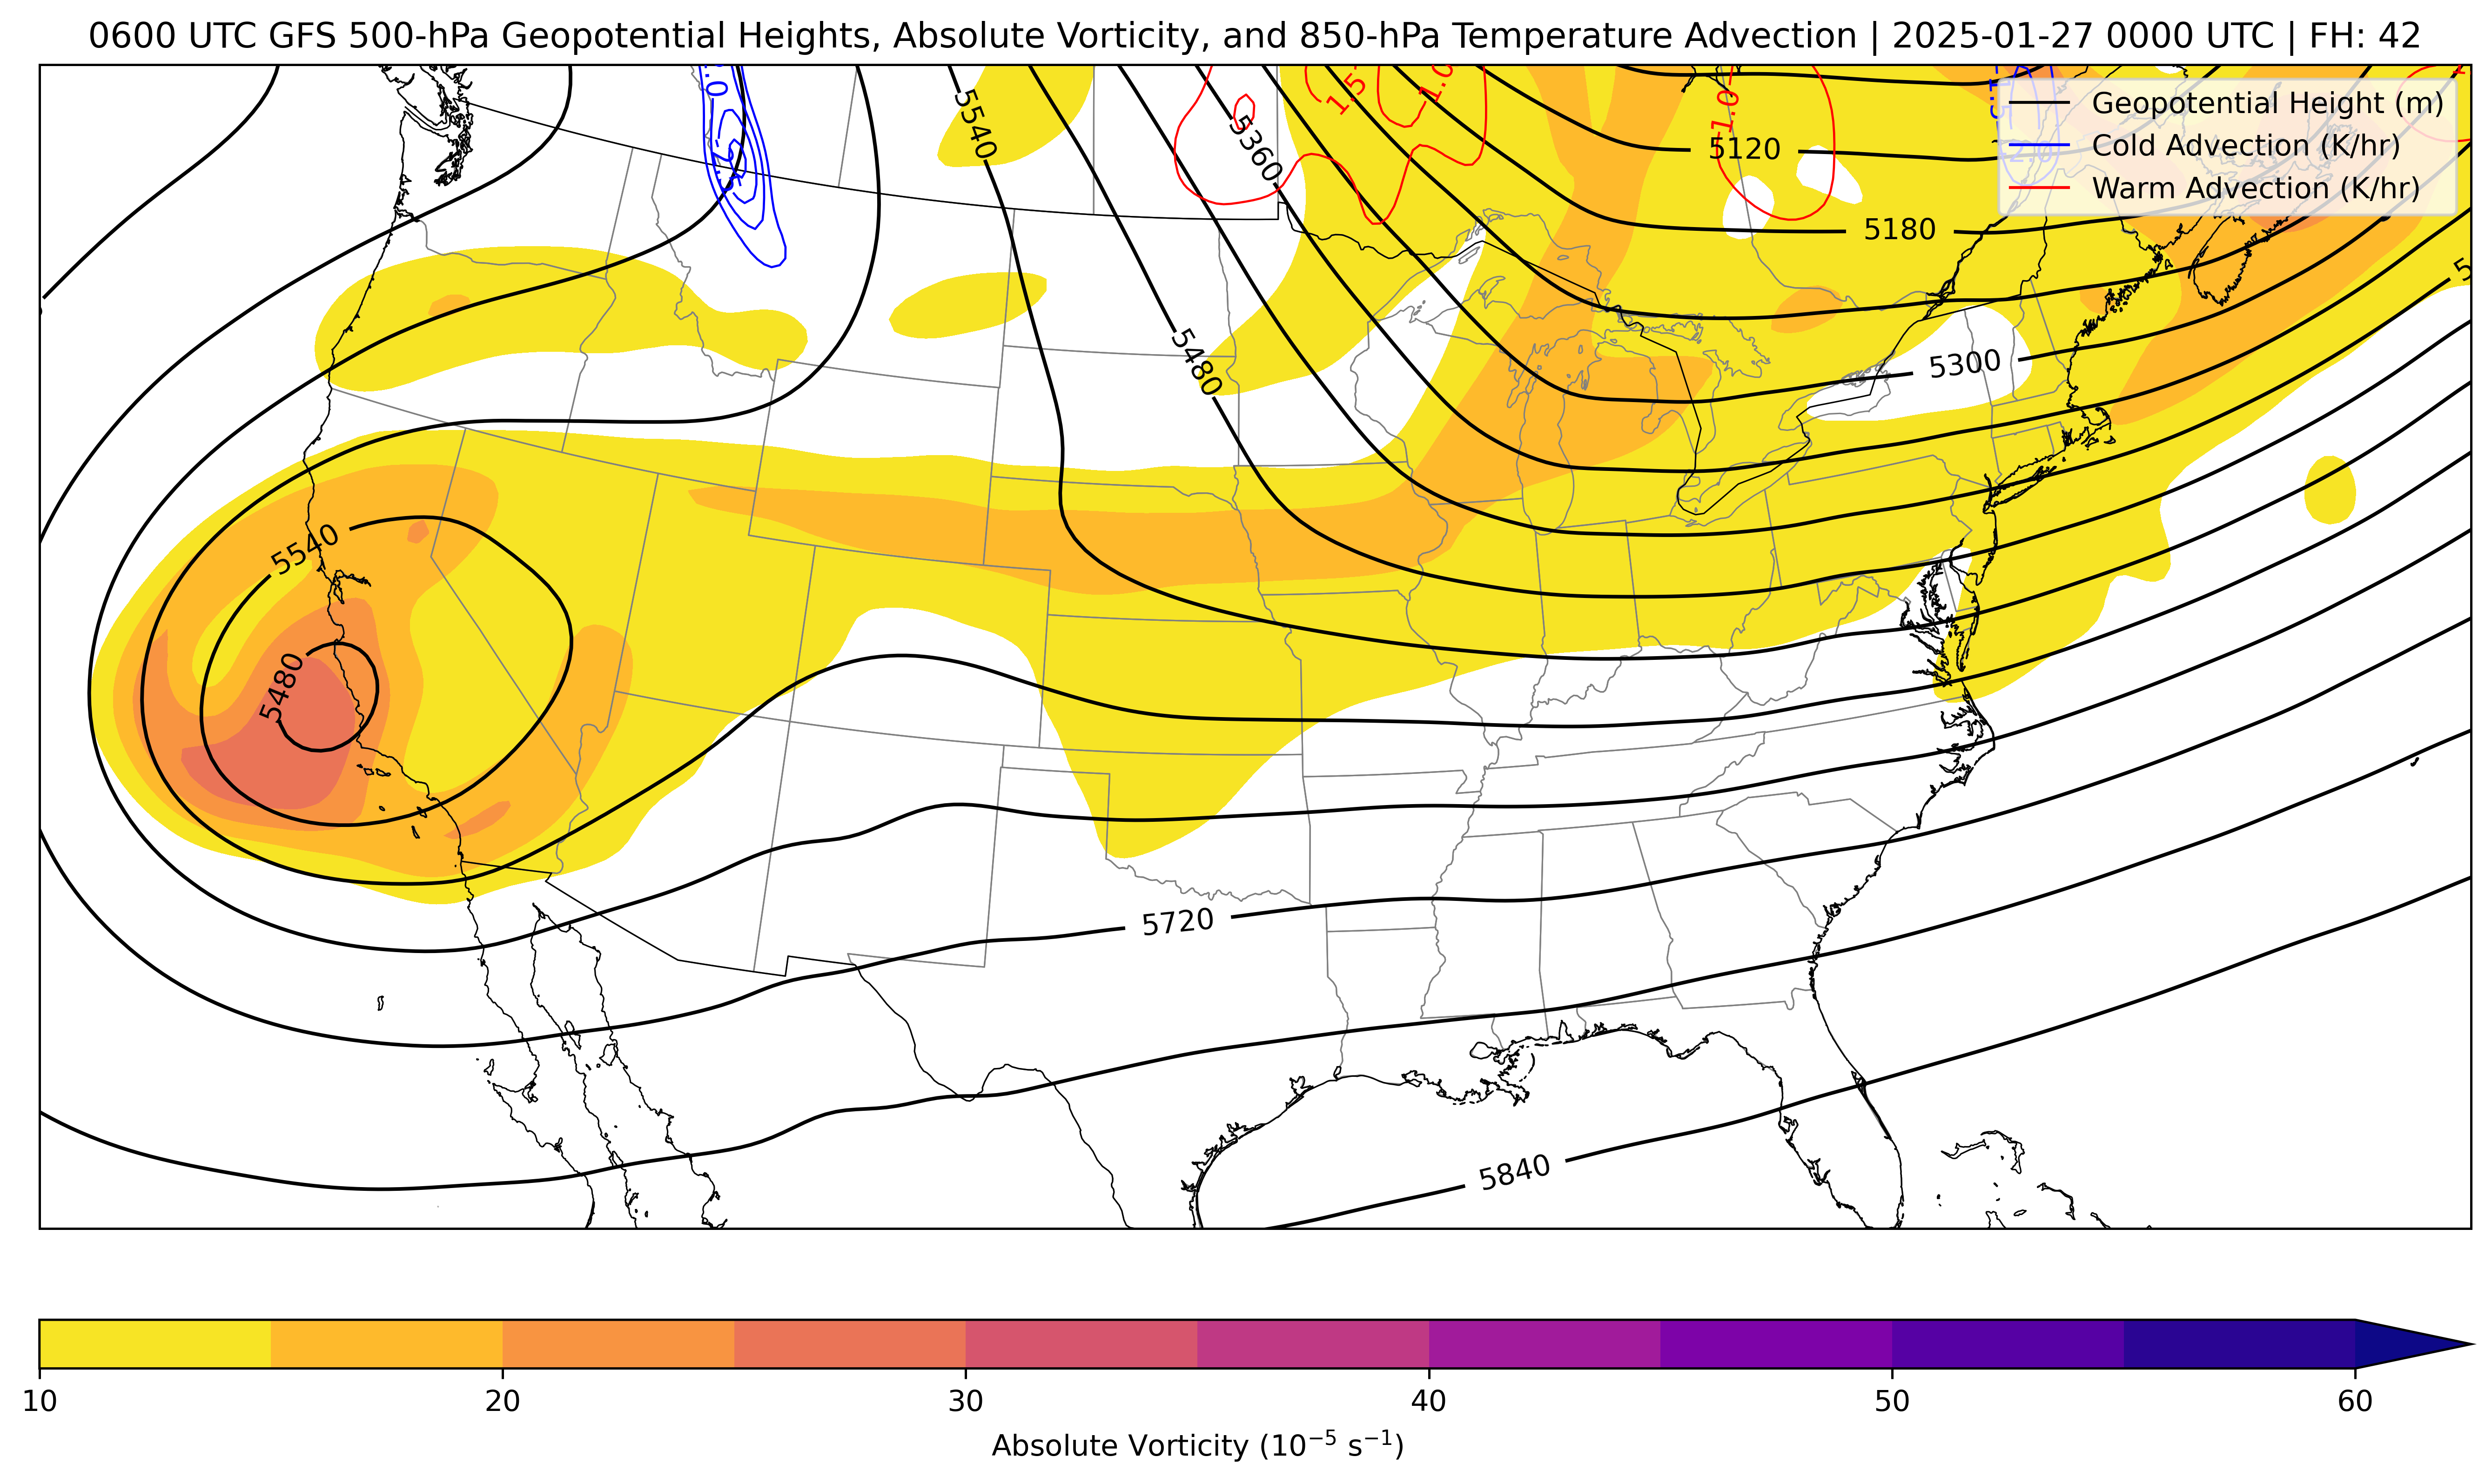 0600 UTC GFS 500-hPa Geopotential Heights, Absolute Vorticity, and 850-hPa Temperature Advection | 2025-01-27 0000 UTC | FH: 42
Geopotential Height (m)
Cold Advection (K/hr)
Warm Advection (K/hr)
5540
5360
1.5
1.0
1.0
5120
5180
5480
5300
5540
5480
5720
5840
10 20 30 40 50 60
Absolute Vorticity (10⁻⁵ s⁻¹)